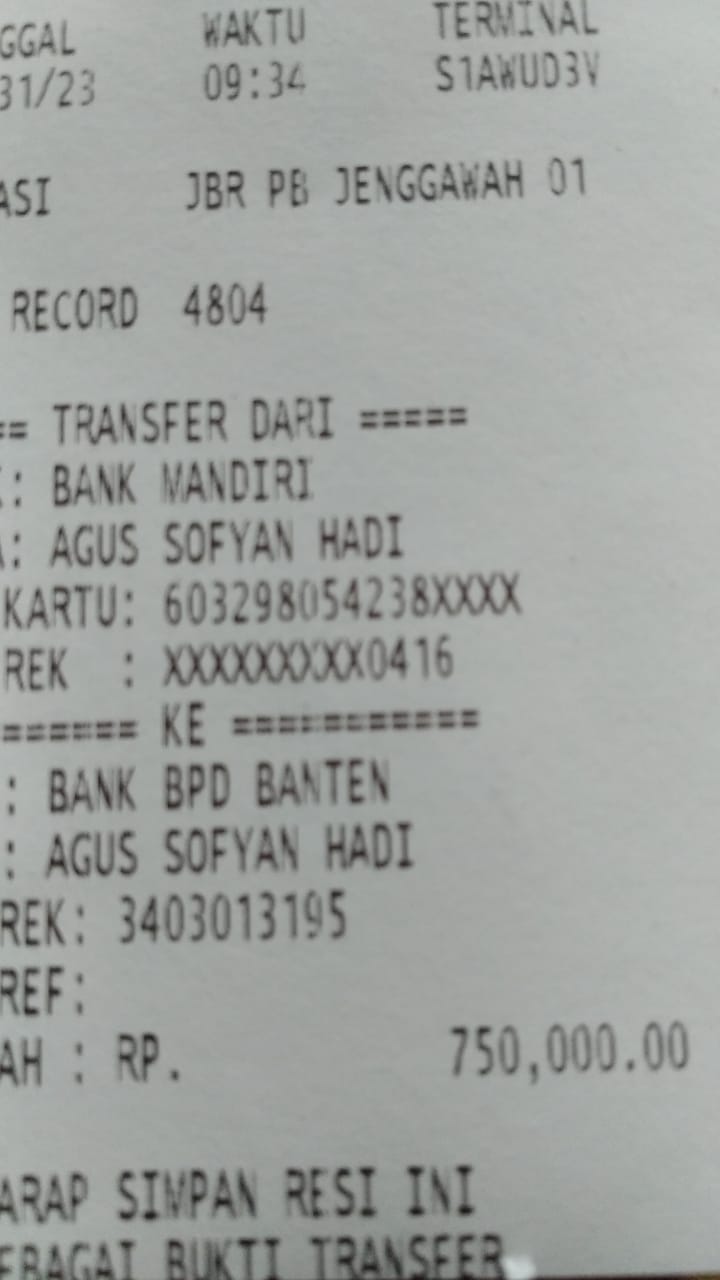 GGAL WAKTU TERMINAL
31/23 09:34 S1AWUD3V
ASI JBR PB JENGGAWAH 01
RECORD 4804
== TRANSFER DARI =====
: BANK MANDIRI
A: AGUS SOFYAN HADI
KARTU: 603298054238XXXX
REK : XXXXXXXXX0416
====== KE ===========
: BANK BPD BANTEN
: AGUS SOFYAN HADI
REK: 3403013195
REF:
AH : RP. 750,000.00
ARAP SIMPAN RESI INI
EBAGAI BUKTI TRANSFER